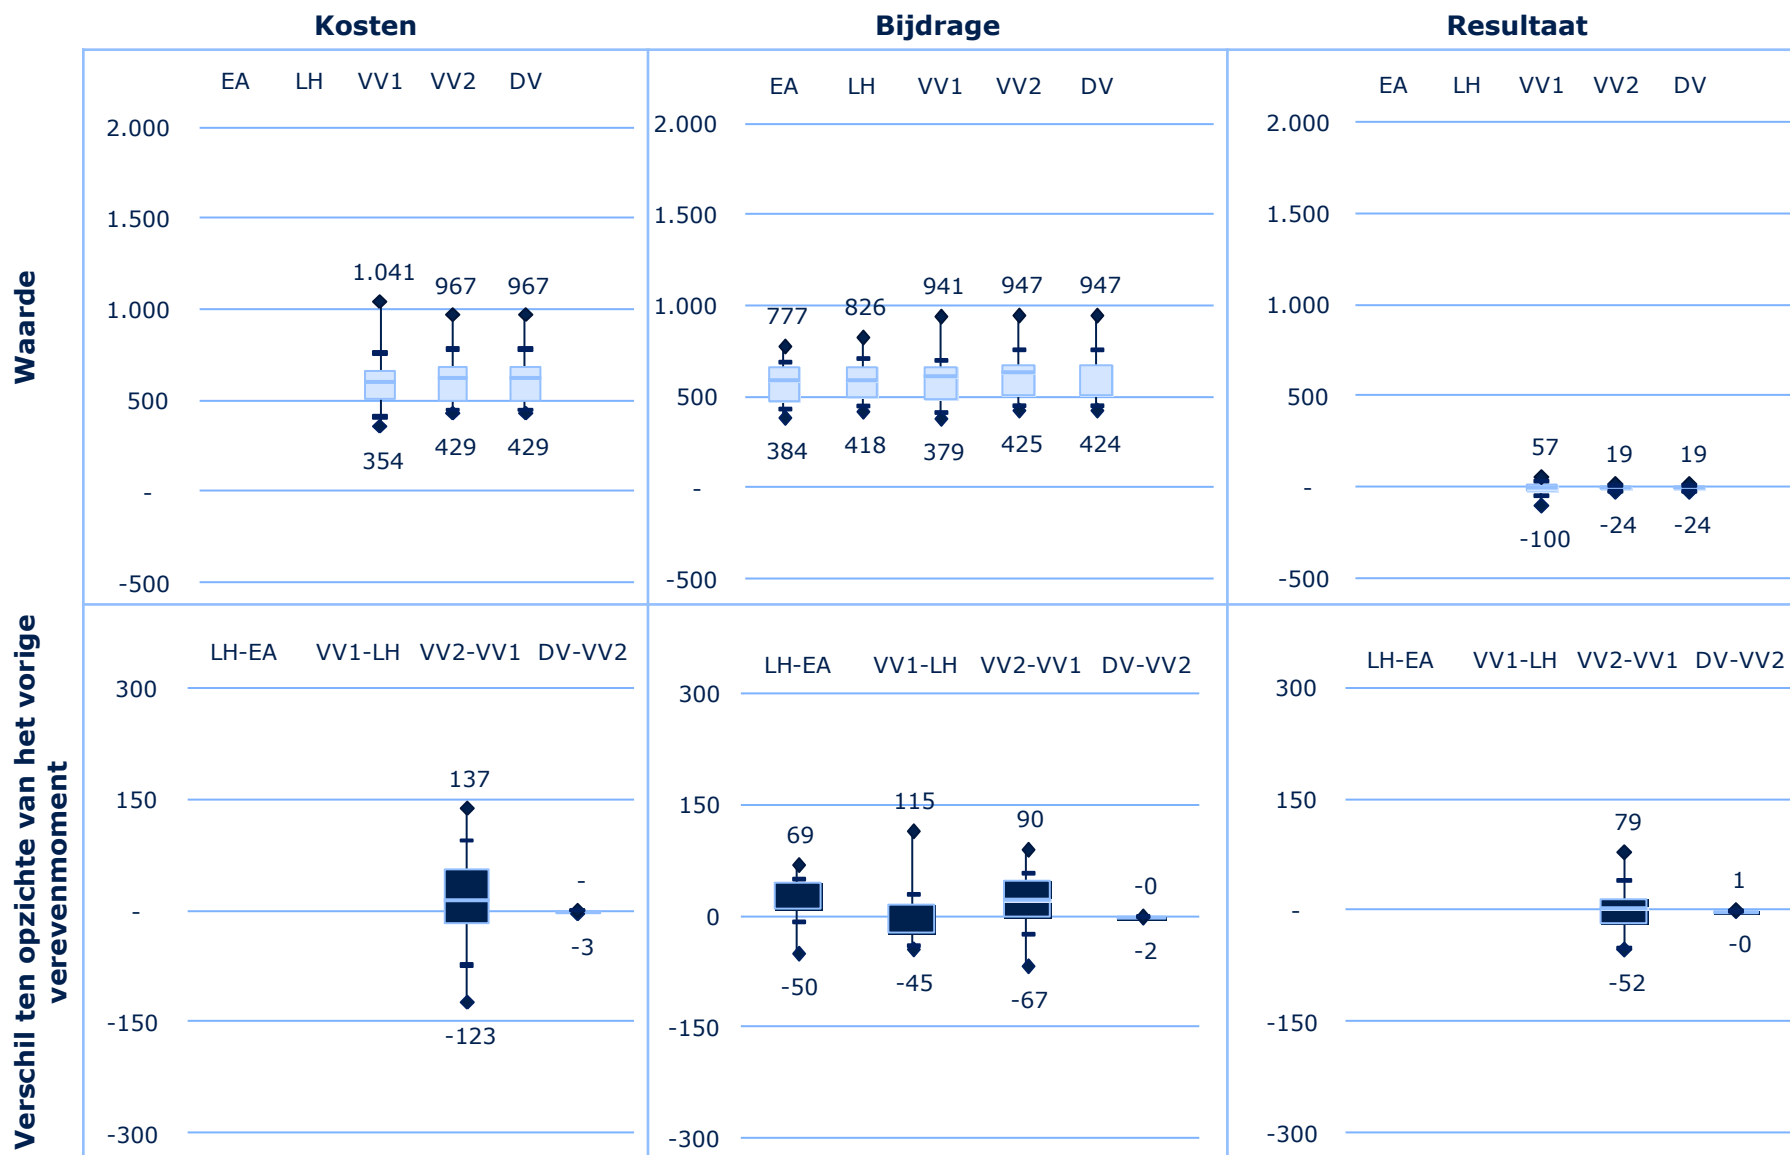 Kosten Bijdrage Resultaat
Waarde
EA LH VV1 VV2 DV
2.000
1.500
1.041 967 967
1.000
500
354 429 429
-
-500
EA LH VV1 VV2 DV
2.000
1.500
777 826 941 947 947
1.000
500
384 418 379 425 424
-
-500
EA LH VV1 VV2 DV
2.000
1.500
1.000
500
57 19 19
-
-100 -24 -24
-500
Verschil ten opzichte van het vorige
verevenmoment
LH-EA VV1-LH VV2-VV1 DV-VV2
300
137
150
-
-
-3
-123
-150
-300
LH-EA VV1-LH VV2-VV1 DV-VV2
300
150
69 115 90 -0
0
-50 -45 -67 -2
-150
-300
LH-EA VV1-LH VV2-VV1 DV-VV2
300
150
79 1
-
-52 -0
-150
-300